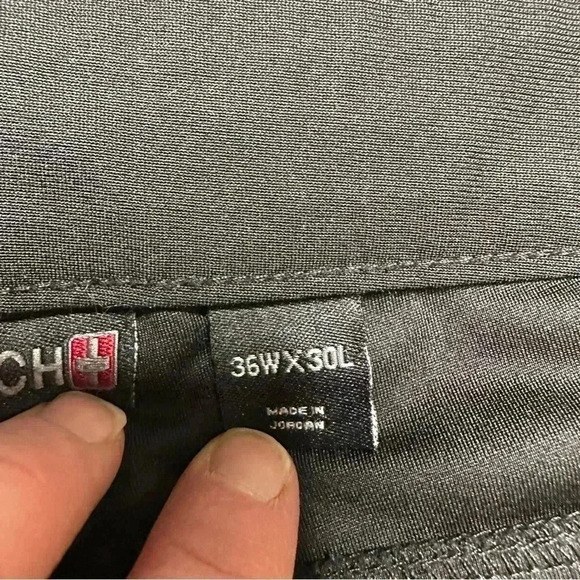 CH
36W X 30L
MADE IN
JORDAN